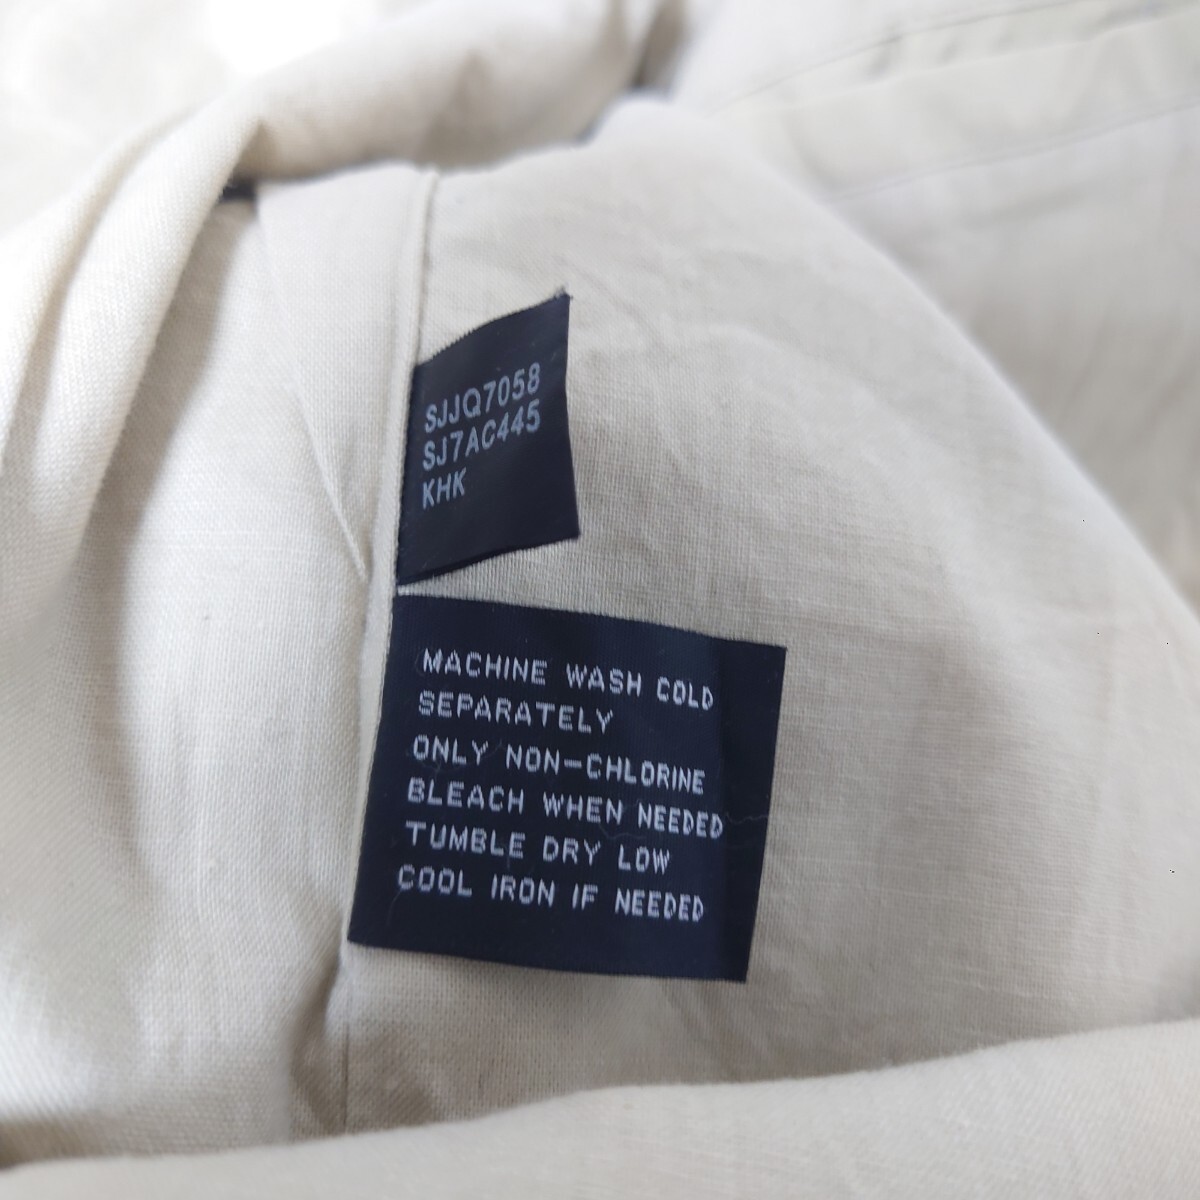 SJJQ7058
SJ7AC445
KHK
MACHINE WASH COLD
SEPARATELY
ONLY NON-CHLORINE
BLEACH WHEN NEEDED
TUMBLE DRY LOW
COOL IRON IF NEEDED